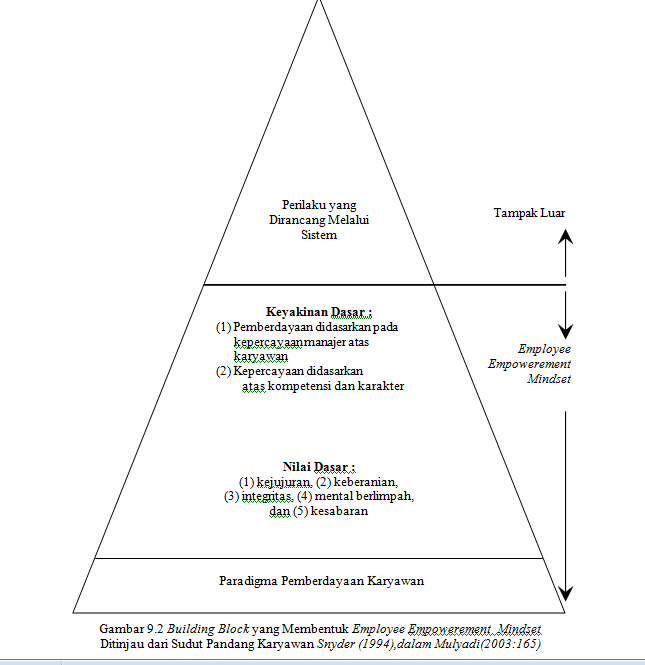 Perilaku yang
Dirancang Melalui
Sistem
Tampak Luar
Keyakinan Dasar :
(1) Pemberdayaan didasarkan pada
kepercayaan manajer atas
karyawan
(2) Kepercayaan didasarkan
atas kompetensi dan karakter
Employee
Empowerement
Mindset
Nilai Dasar :
(1) kejujuran, (2) keberanian,
(3) integritas, (4) mental berlimpah,
dan (5) kesabaran
Paradigma Pemberdayaan Karyawan
Gambar 9.2 Building Block yang Membentuk Employee Empowerement Mindset
Ditinjau dari Sudut Pandang Karyawan Snyder (1994),dalam Mulyadi(2003:165)